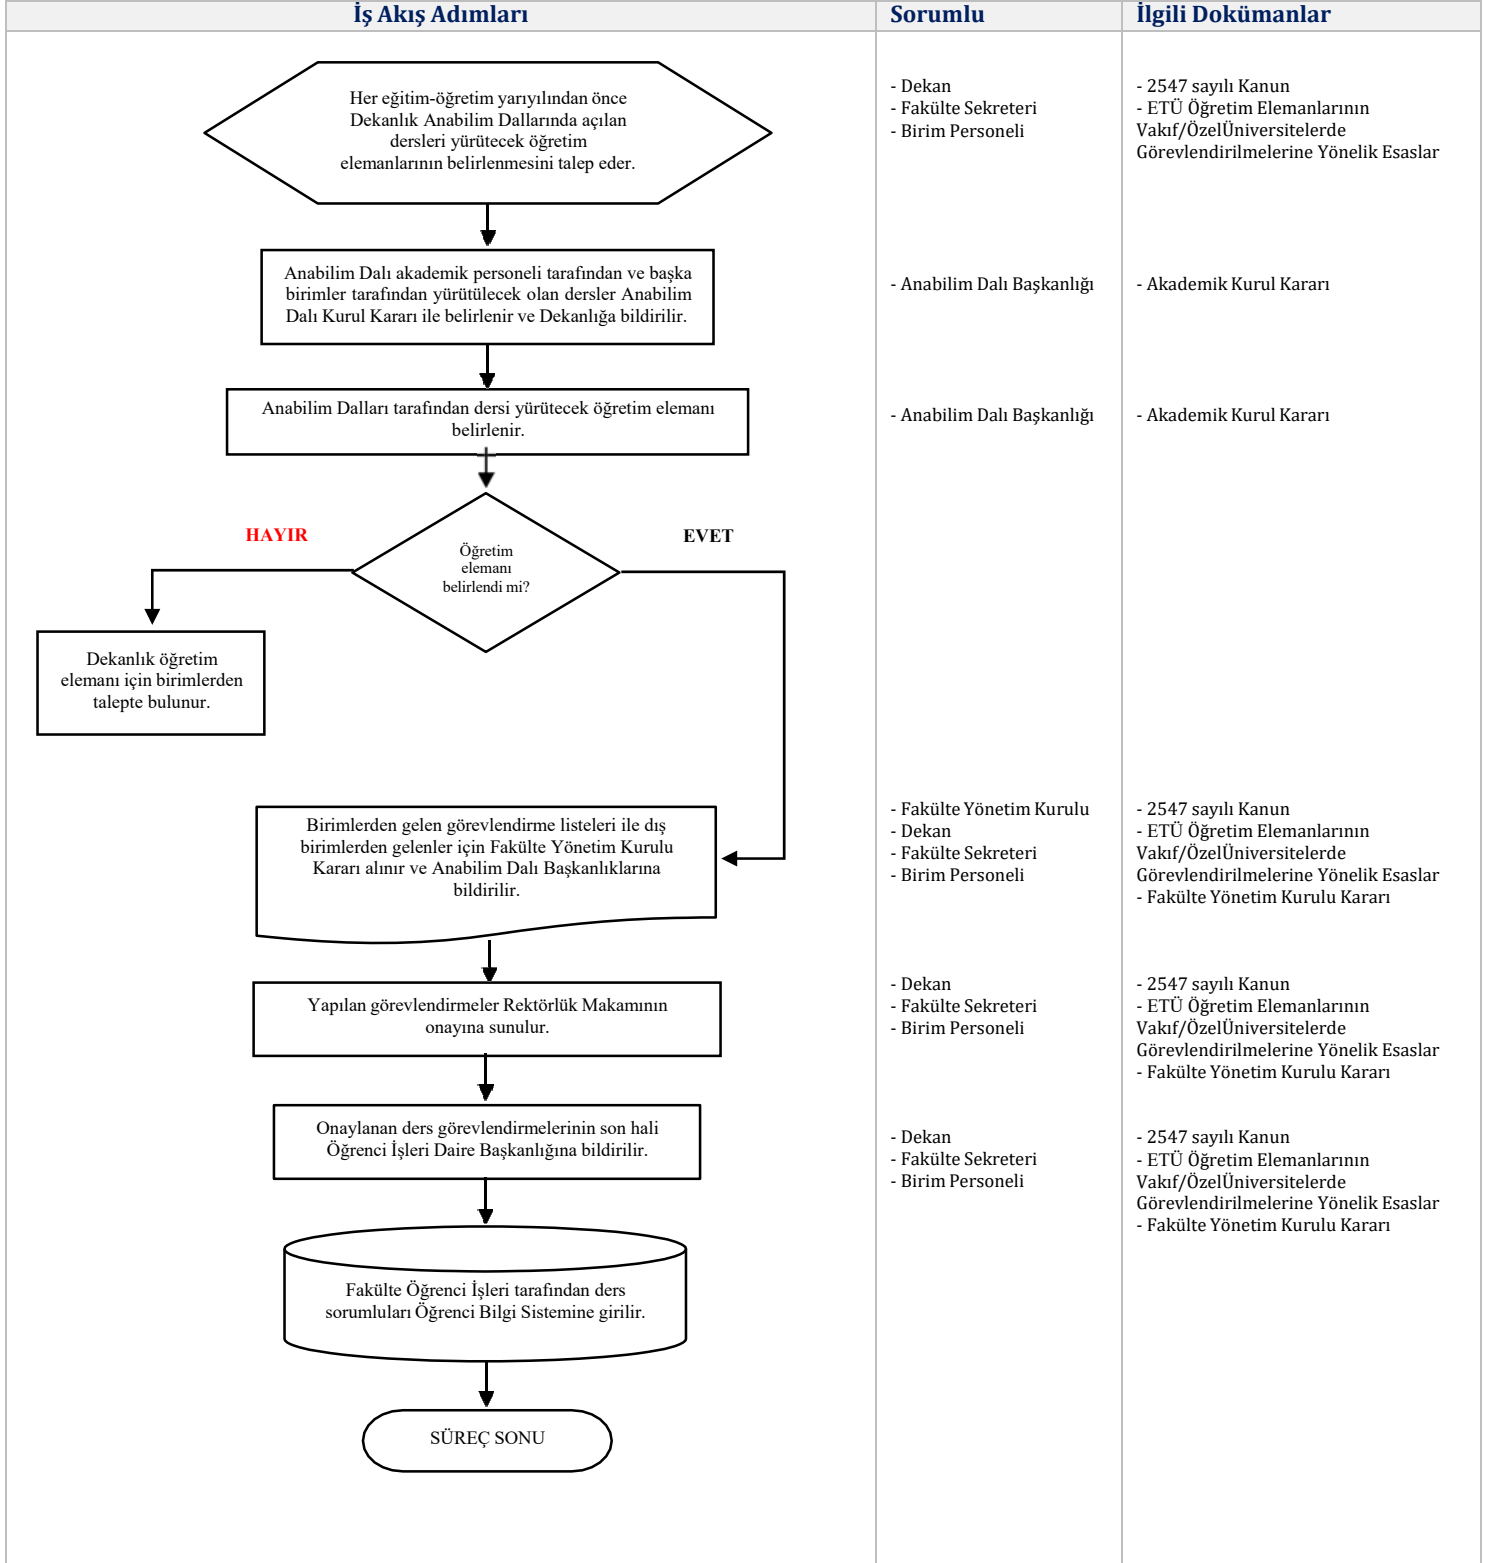 İş Akış Adımları
Sorumlu
İlgili Dokümanlar
Her eğitim-öğretim yarıyılından önce
Dekanlık Anabilim Dallarında açılan
dersleri yürütecek öğretim
elemanlarının belirlenmesini talep eder.
- Dekan
- Fakülte Sekreteri
- Birim Personeli
- 2547 sayılı Kanun
- ETÜ Öğretim Elemanlarının
Vakıf/ÖzelÜniversitelerde
Görevlendirilmelerine Yönelik Esaslar
Anabilim Dalı akademik personeli tarafından ve başka
birimler tarafından yürütülecek olan dersler Anabilim
Dalı Kurul Kararı ile belirlenir ve Dekanlığa bildirilir.
- Anabilim Dalı Başkanlığı
- Akademik Kurul Kararı
Anabilim Dalları tarafından dersi yürütecek öğretim elemanı
belirlenir.
- Anabilim Dalı Başkanlığı
- Akademik Kurul Kararı
HAYIR
EVET
Öğretim
elemanı
belirlendi mi?
Dekanlık öğretim
elemanı için birimlerden
talepte bulunur.
Birimlerden gelen görevlendirme listeleri ile dış
birimlerden gelenler için Fakülte Yönetim Kurulu
Kararı alınır ve Anabilim Dalı Başkanlıklarına
bildirilir.
- Fakülte Yönetim Kurulu
- Dekan
- Fakülte Sekreteri
- Birim Personeli
- 2547 sayılı Kanun
- ETÜ Öğretim Elemanlarının
Vakıf/ÖzelÜniversitelerde
Görevlendirilmelerine Yönelik Esaslar
- Fakülte Yönetim Kurulu Kararı
Yapılan görevlendirmeler Rektörlük Makamının
onayına sunulur.
- Dekan
- Fakülte Sekreteri
- Birim Personeli
- 2547 sayılı Kanun
- ETÜ Öğretim Elemanlarının
Vakıf/ÖzelÜniversitelerde
Görevlendirilmelerine Yönelik Esaslar
- Fakülte Yönetim Kurulu Kararı
Onaylanan ders görevlendirmelerinin son hali
Öğrenci İşleri Daire Başkanlığına bildirilir.
- Dekan
- Fakülte Sekreteri
- Birim Personeli
- 2547 sayılı Kanun
- ETÜ Öğretim Elemanlarının
Vakıf/ÖzelÜniversitelerde
Görevlendirilmelerine Yönelik Esaslar
- Fakülte Yönetim Kurulu Kararı
Fakülte Öğrenci İşleri tarafından ders
sorumluları Öğrenci Bilgi Sistemine girilir.
SÜREÇ SONU